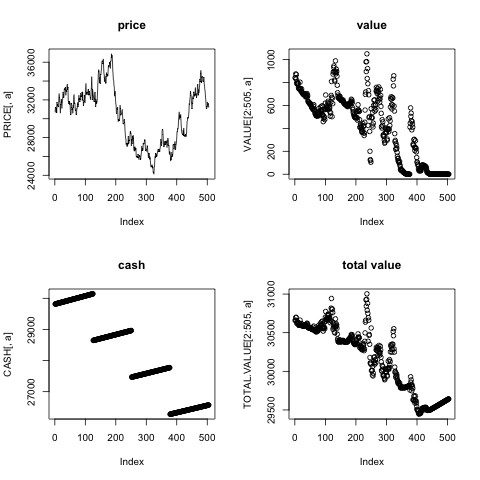 price
PRICE[, a]
24000 28000 32000 36000
0 100 200 300 400 500
Index
value
VALUE[2:505, a]
0 200 600 1000
0 100 200 300 400 500
Index
cash
CASH[, a]
27000 29000
0 100 200 300 400 500
Index
total value
TOTAL.VALUE[2:505, a]
29500 30000 30500 31000
0 100 200 300 400 500
Index